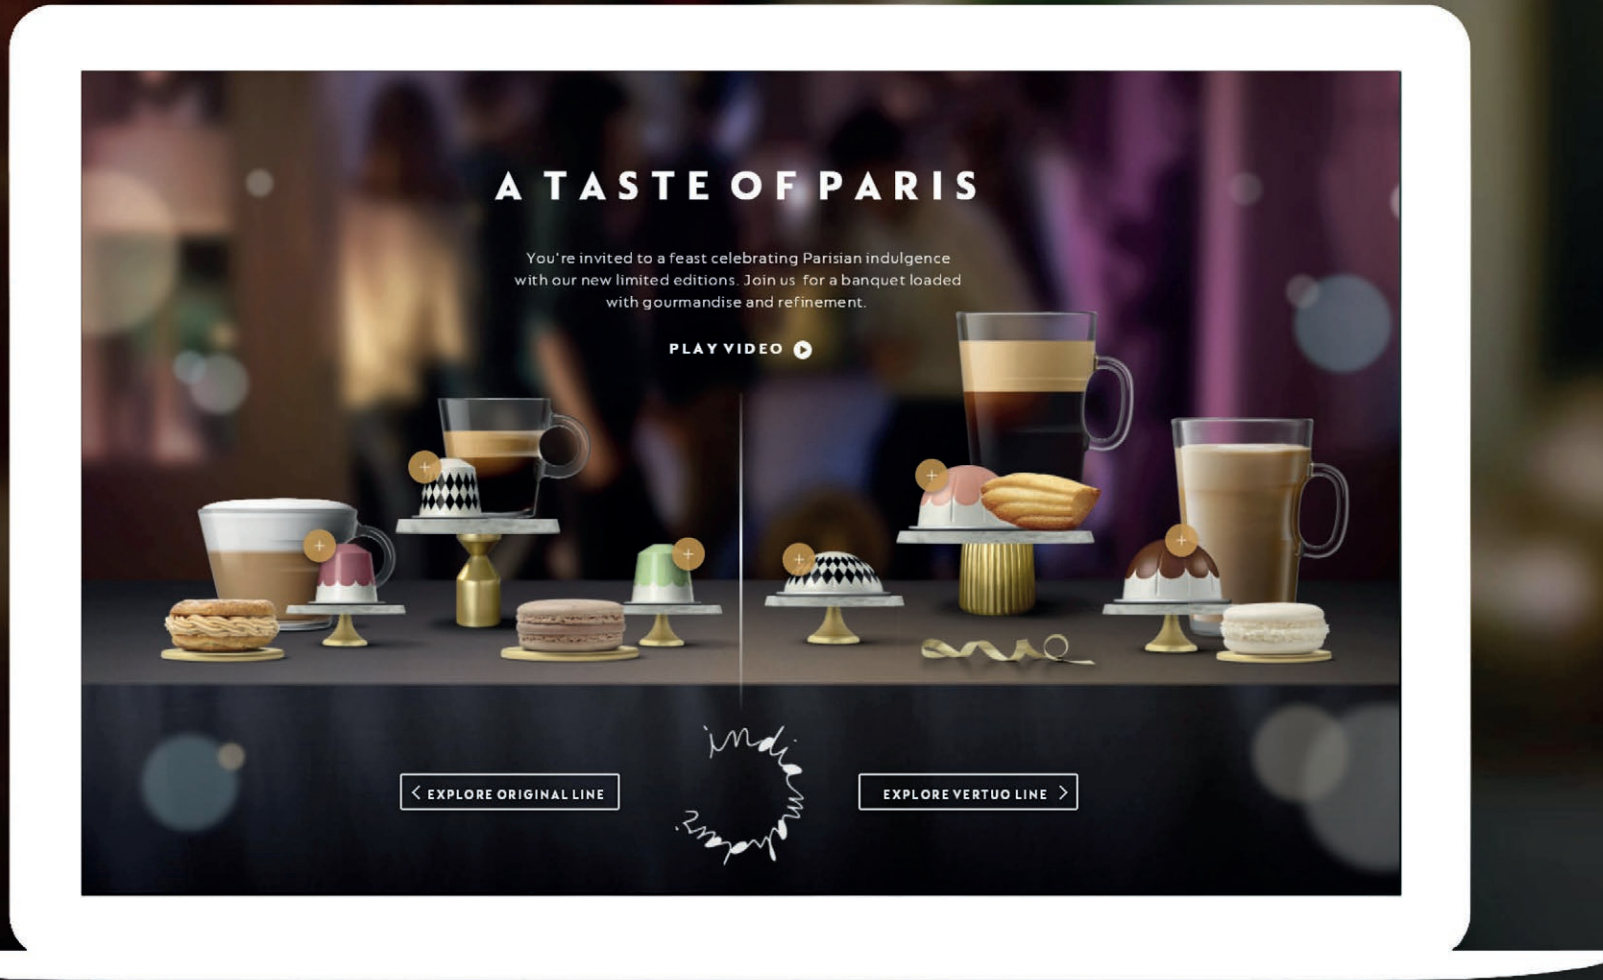 A TASTE OF PARIS
You're invited to a feast celebrating Parisian indulgence
with our new limited editions. Join us for a banquet loaded
with gourmandise and refinement.
PLAY VIDEO
EXPLORE ORIGINAL LINE
EXPLORE VERTUO LINE